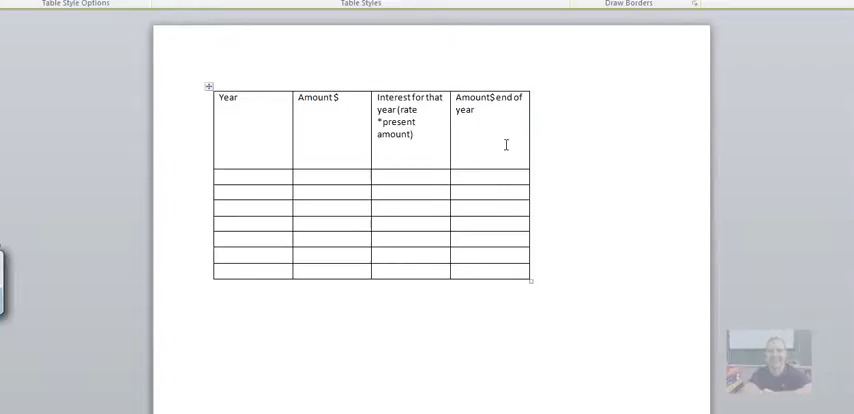 Table Style Options
Table Styles
Draw Borders
Year
Amount $
Interest for that
year (rate
*present
amount)
Amount$ end of
year